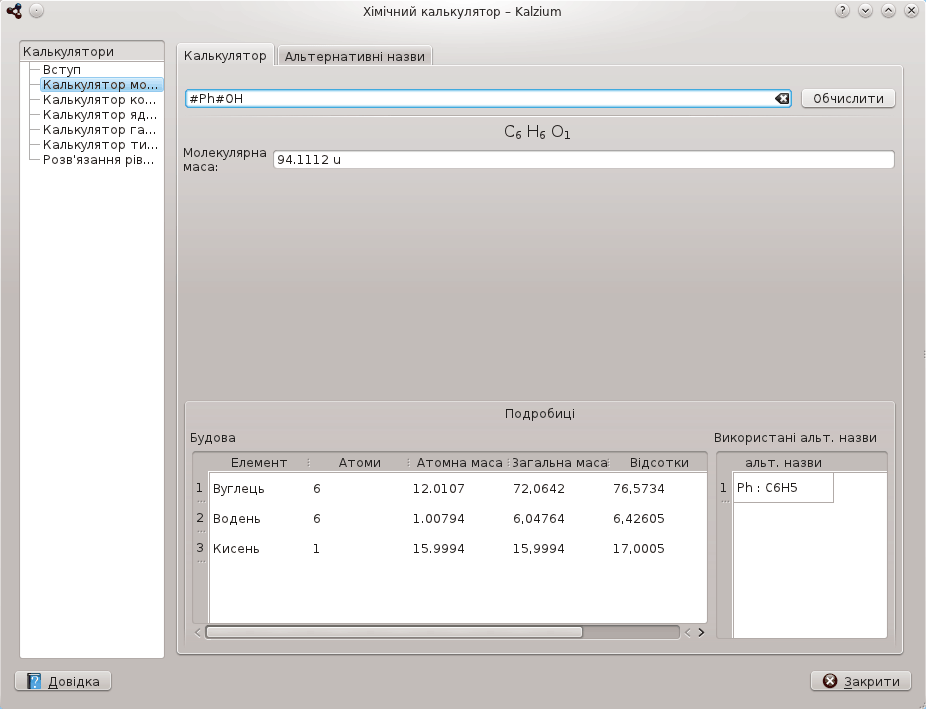 Хімічний калькулятор – Kalzium
Калькулятори
Вступ
Калькулятор мо...
Калькулятор ко...
Калькулятор яд...
Калькулятор га...
Калькулятор ти...
Розв'язання рів...
Калькулятор Альтернативні назви
#Ph#OH Обчислити
C6 H6 O1
Молекулярна
маса:
94.1112 u
Подробиці
Будова
Елемент Атоми Атомна маса Загальна маса Відсотки
1 Вуглець 6 12.0107 72,0642 76,5734
2 Водень 6 1.00794 6,04764 6,42605
3 Кисень 1 15.9994 15,9994 17,0005
Використані альт. назви
альт. назви
1 Ph : C6H5
Довідка
Закрити